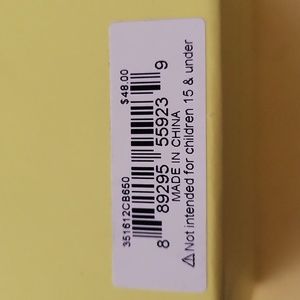 $48.00
351612CB650
8 89295 55923 9
MADE IN CHINA
⚠Not intended for children 15 & under